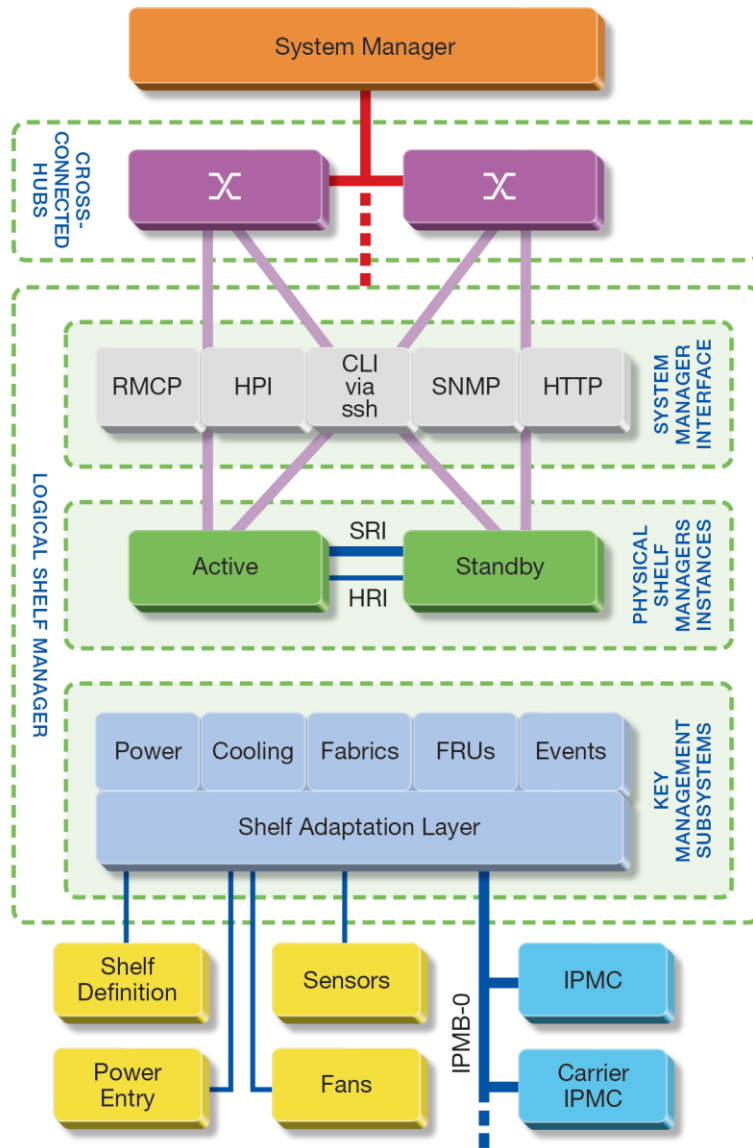 System Manager
CROSS-
CONNECTED
HUBS
LOGICAL SHELF MANAGER
RMCP
HPI
CLI
via
ssh
SNMP
HTTP
SYSTEM
MANAGER
INTERFACE
Active
SRI
HRI
Standby
PHYSICAL
SHELF
MANAGERS
INSTANCES
Power
Cooling
Fabrics
FRUs
Events
Shelf Adaptation Layer
KEY
MANAGEMENT
SUBSYSTEMS
Shelf
Definition
Sensors
IPMB-0
IPMC
Power
Entry
Fans
Carrier
IPMC